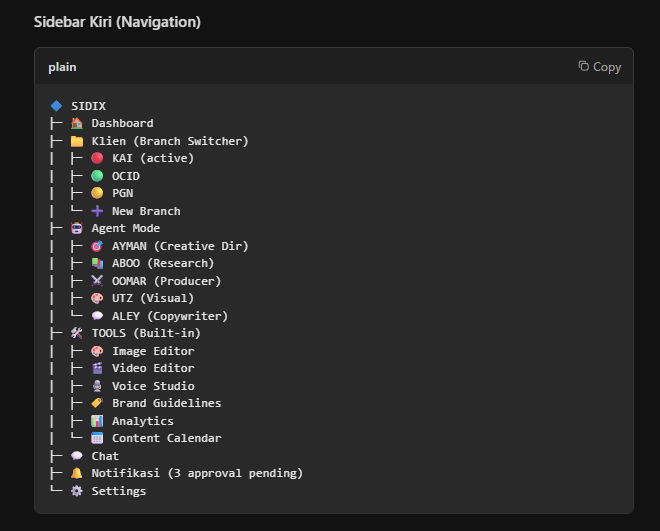 Sidebar Kiri (Navigation)
plain
Copy
🔷 SIDIX
├─ 🏠 Dashboard
├─ 📁 Klien (Branch Switcher)
│  ├─ 🔴 KAI (active)
│  ├─ 🟢 OCID
│  ├─ 🟡 PGN
│  └─ ➕ New Branch
├─ 🤖 Agent Mode
│  ├─ 🎯 AYMAN (Creative Dir)
│  ├─ 📚 ABOO (Research)
│  ├─ ⚔️ OOMAR (Producer)
│  ├─ 🎨 UTZ (Visual)
│  └─ 💬 ALEY (Copywriter)
├─ 🛠️ TOOLS (Built-in)
│  ├─ 🎨 Image Editor
│  ├─ 🎬 Video Editor
│  ├─ 🎙️ Voice Studio
│  ├─ 🏷️ Brand Guidelines
│  ├─ 📊 Analytics
│  └─ 📅 Content Calendar
├─ 💬 Chat
├─ 🔔 Notifikasi (3 approval pending)
└─ ⚙️ Settings